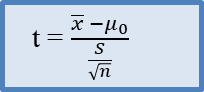 t = (x̅ − μ₀) / (S / √n)